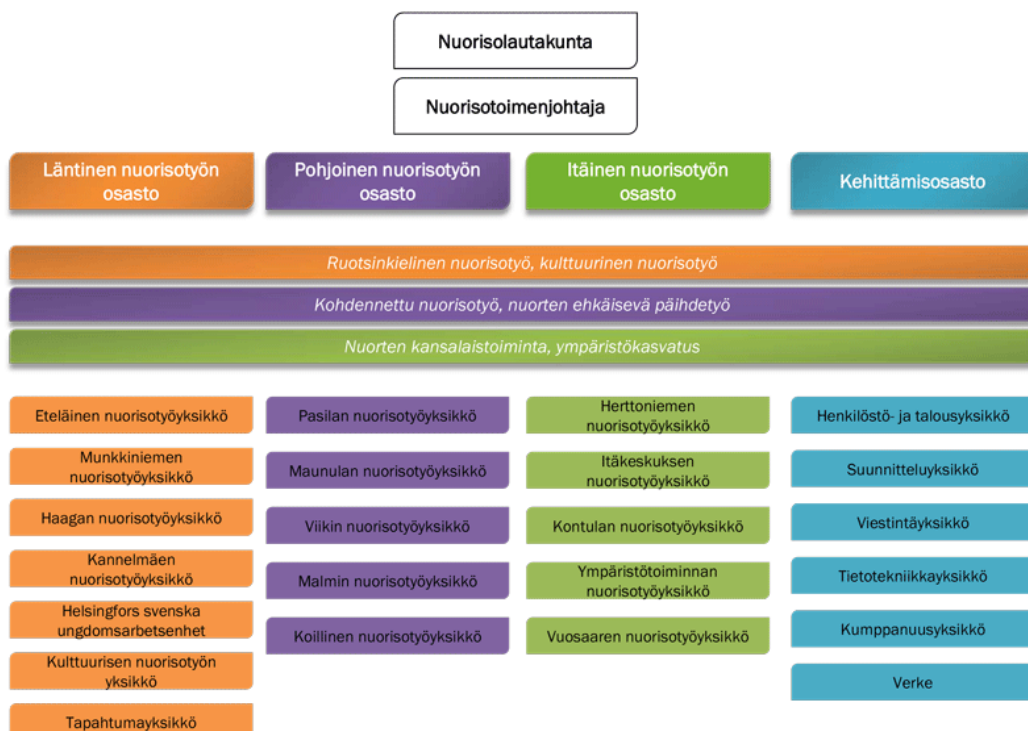 Nuorisolautakunta
Nuorisotoimenjohtaja
Läntinen nuorisotyön
osasto
Pohjoinen nuorisotyön
osasto
Itäinen nuorisotyön
osasto
Kehittämisosasto
Ruotsinkielinen nuorisotyö, kulttuurinen nuorisotyö
Kohdennettu nuorisotyö, nuorten ehkäisevä päihdetyö
Nuorten kansalaistoiminta, ympäristökasvatus
Eteläinen nuorisotyöyksikkö
Munkkiniemen
nuorisotyöyksikkö
Haagan nuorisotyöyksikkö
Kannelmäen
nuorisotyöyksikkö
Helsingfors svenska
ungdomsarbetsenhet
Kulttuurisen nuorisotyön
yksikkö
Tapahtumayksikkö
Pasilan nuorisotyöyksikkö
Maunulan nuorisotyöyksikkö
Viikin nuorisotyöyksikkö
Malmin nuorisotyöyksikkö
Koillinen nuorisotyöyksikkö
Herttoniemen
nuorisotyöyksikkö
Itäkeskuksen
nuorisotyöyksikkö
Kontulan nuorisotyöyksikkö
Ympäristötoiminnan
nuorisotyöyksikkö
Vuosaaren nuorisotyöyksikkö
Henkilöstö- ja talousyksikkö
Suunnitteluyksikkö
Viestintäyksikkö
Tietotekniikkayksikkö
Kumppanuusyksikkö
Verke